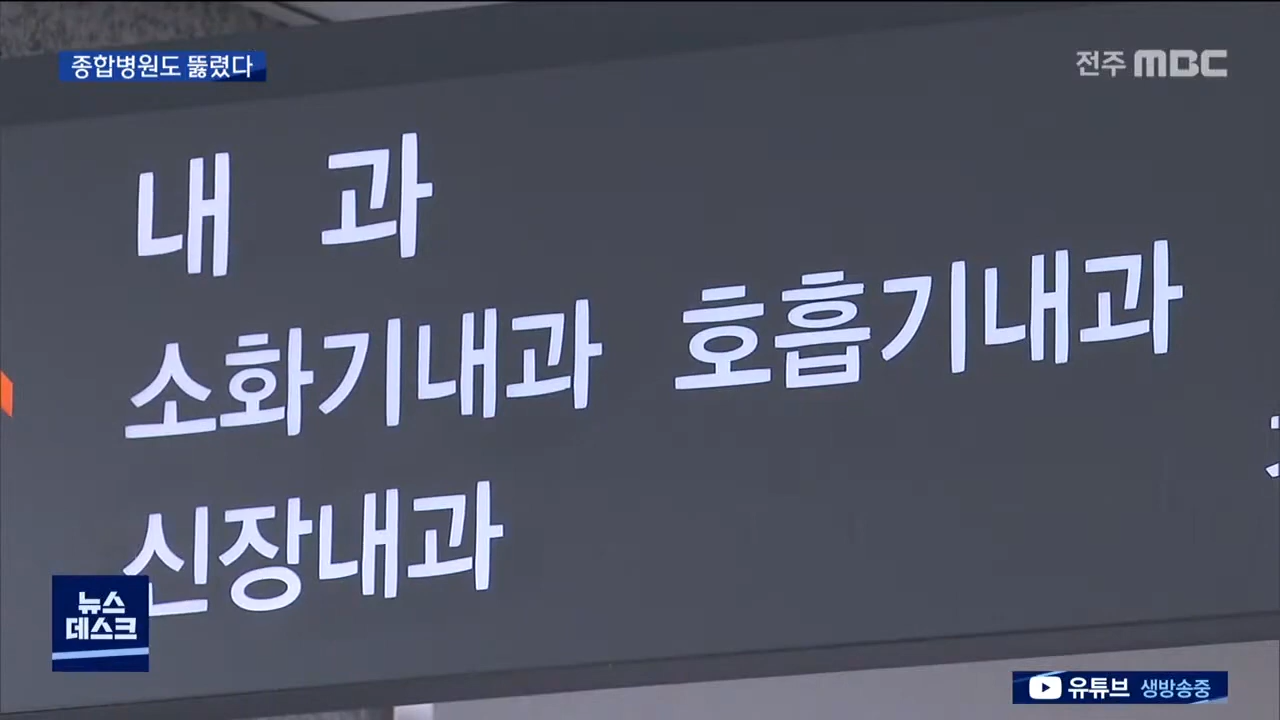 종합병원도 뚫렸다
전주 MBC
내 과
소화기내과 호흡기내과
신장내과
뉴스
데스크
유튜브 생방송중